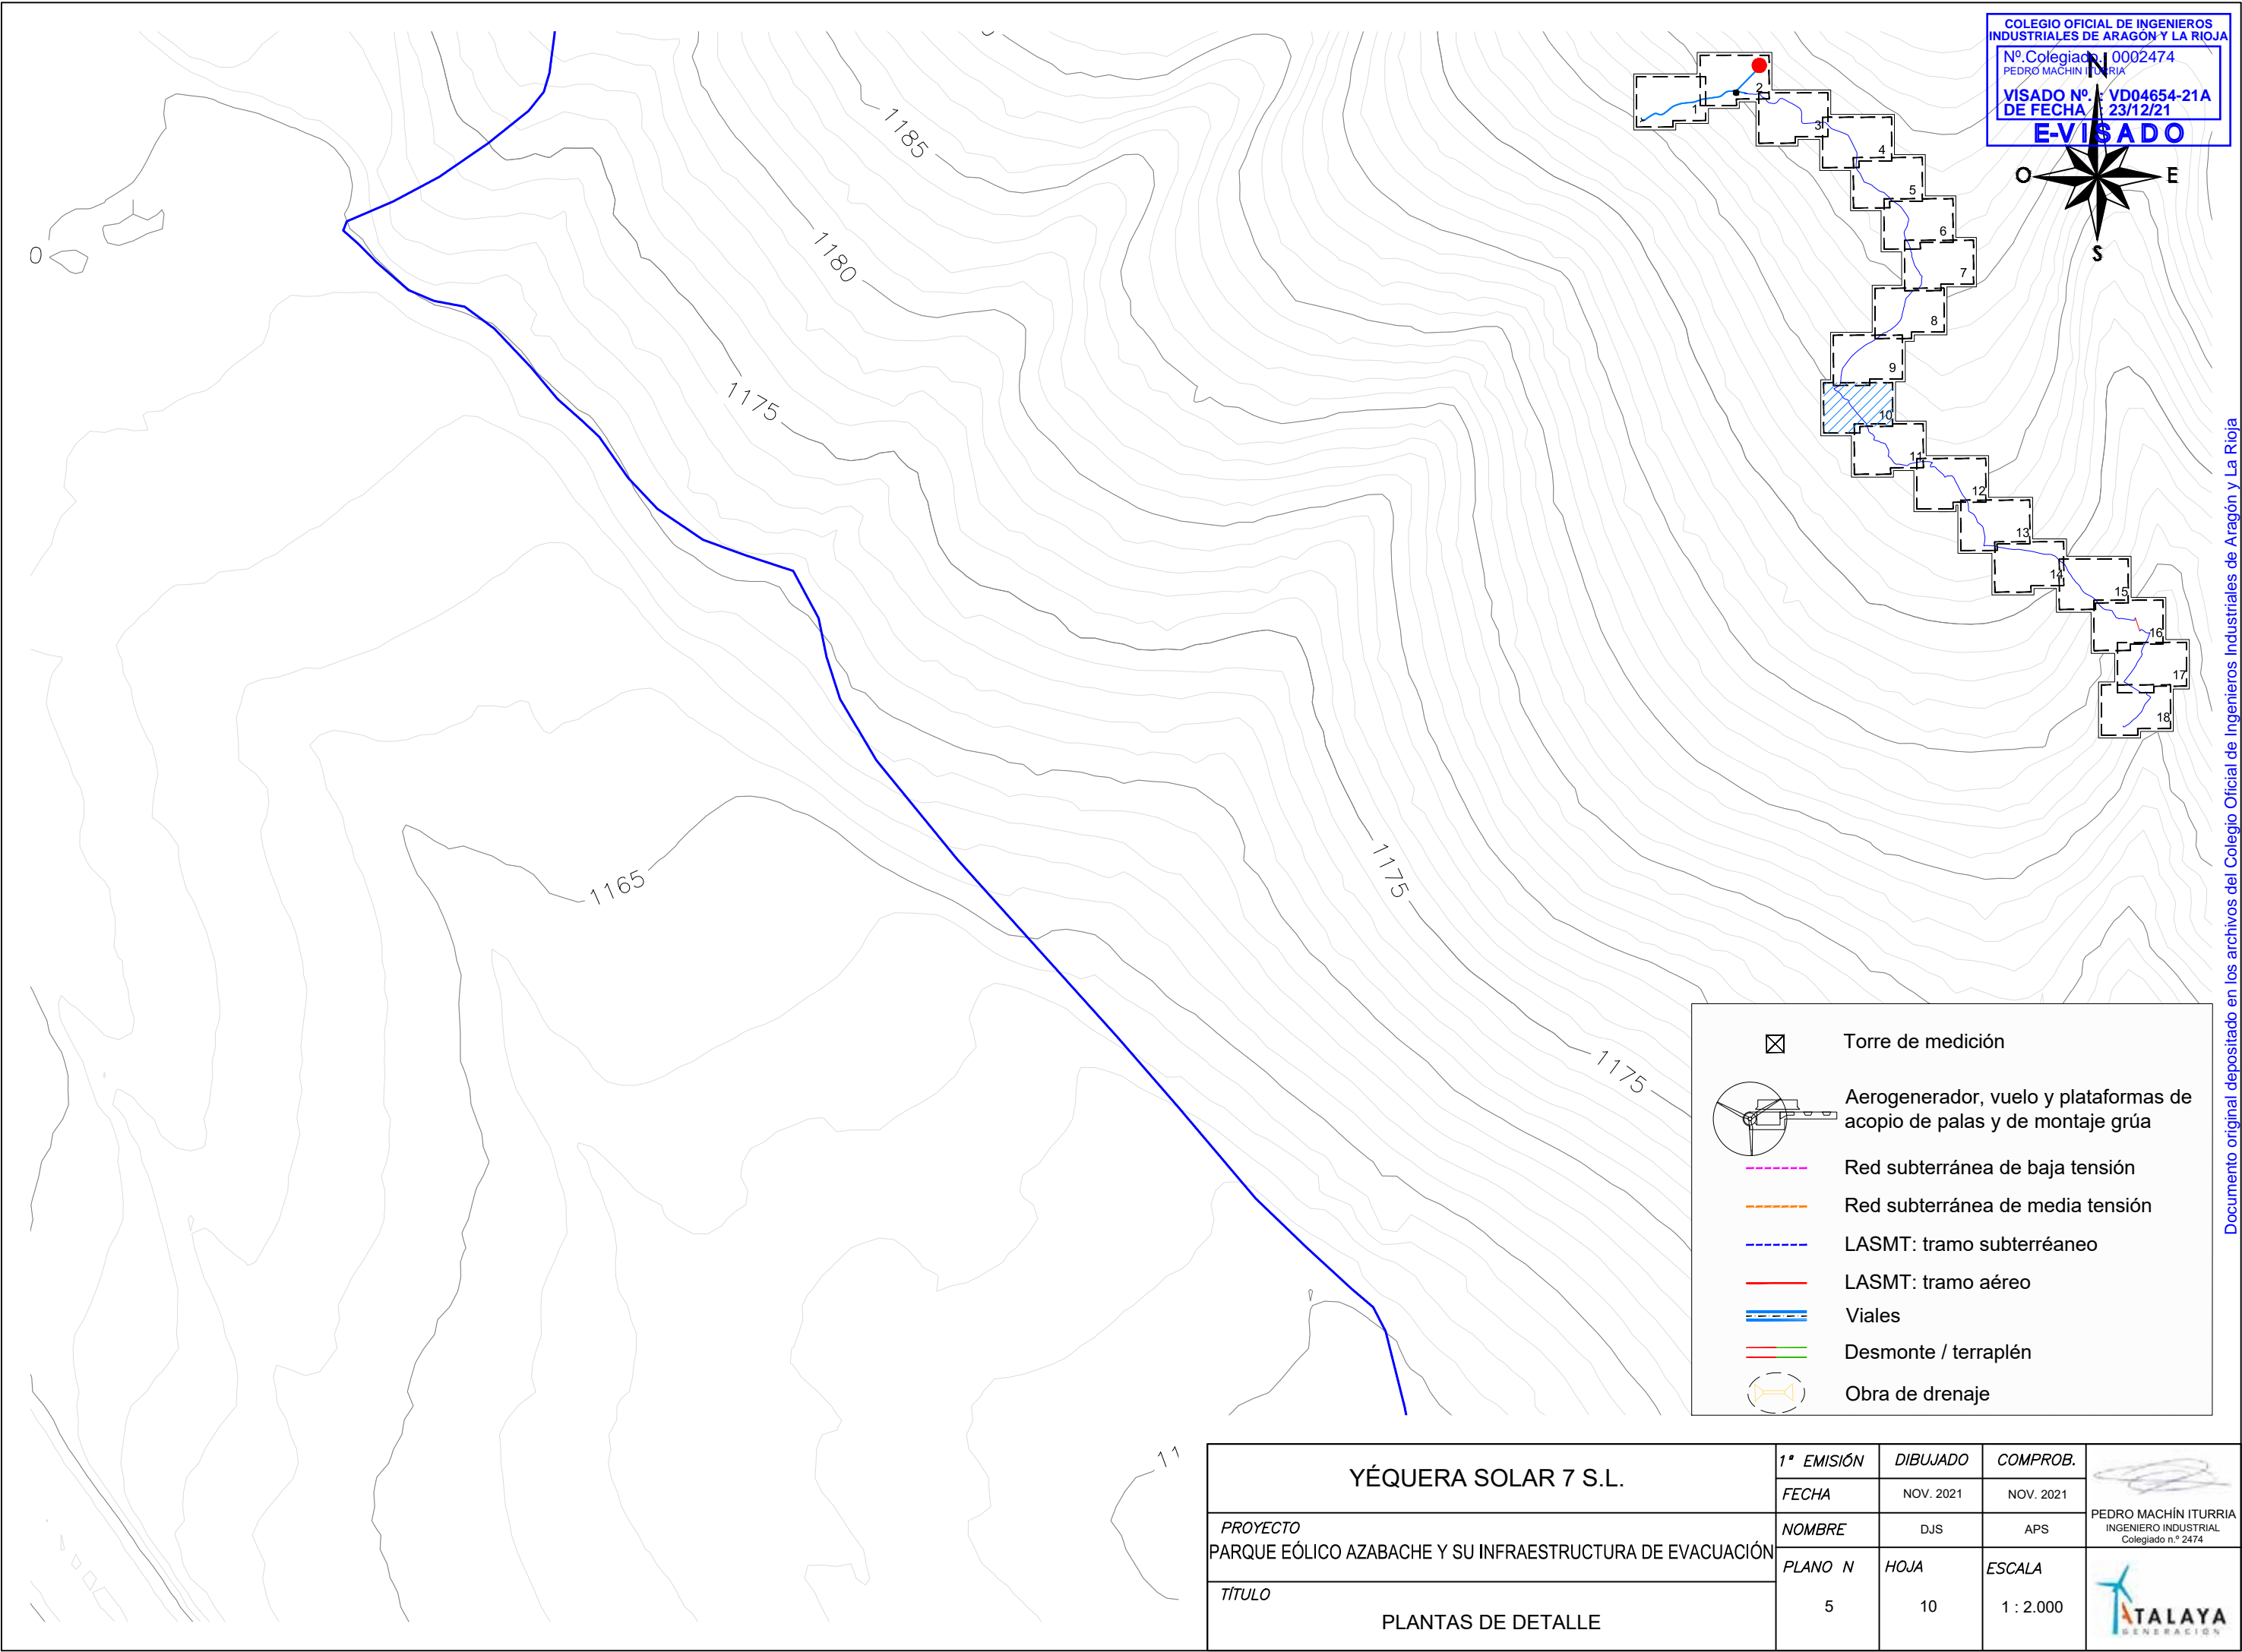 COLEGIO OFICIAL DE INGENIEROS
INDUSTRIALES DE ARAGÓN Y LA RIOJA
Nº.Colegiado.: 0002474
PEDRO MACHIN ITURRIA
VISADO Nº. : VD04654-21A
DE FECHA : 23/12/21
E-VISADO
N
O
E
S
1
2
3
4
5
6
7
8
9
10
11
12
13
14
15
16
17
18
1185
1180
0
1175
1165
1175
1175
11
Documento original depositado en los archivos del Colegio Oficial de Ingenieros Industriales de Aragón y La Rioja
Torre de medición
Aerogenerador, vuelo y plataformas de
acopio de palas y de montaje grúa
Red subterránea de baja tensión
Red subterránea de media tensión
LASMT: tramo subterréaneo
LASMT: tramo aéreo
Viales
Desmonte / terraplén
Obra de drenaje
YÉQUERA SOLAR 7 S.L.
PROYECTO
PARQUE EÓLICO AZABACHE Y SU INFRAESTRUCTURA DE EVACUACIÓN
TÍTULO
PLANTAS DE DETALLE
1ª EMISIÓN DIBUJADO COMPROB.
FECHA NOV. 2021 NOV. 2021
NOMBRE DJS APS
PLANO N HOJA ESCALA
5 10 1 : 2.000
PEDRO MACHÍN ITURRIA
INGENIERO INDUSTRIAL
Colegiado n.º 2474
ATALAYA
GENERACIÓN